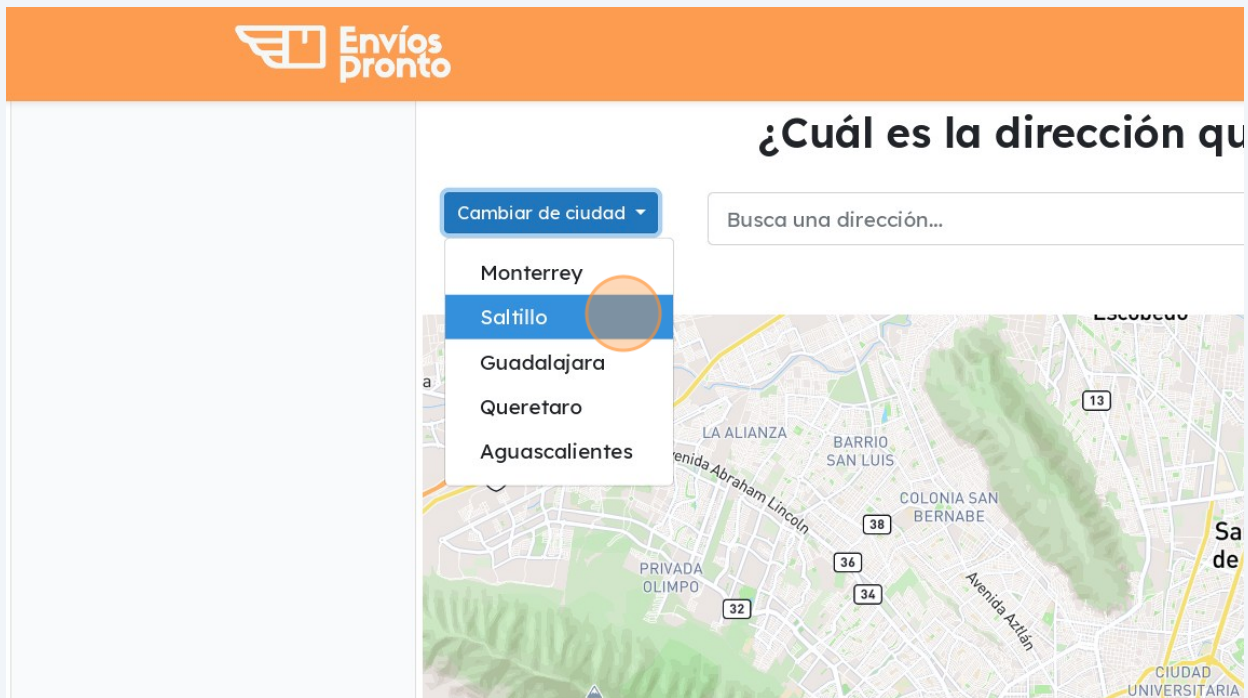 Envíos
pronto
¿Cuál es la dirección qu
Cambiar de ciudad
Busca una dirección...
Monterrey
Saltillo
Guadalajara
Queretaro
Aguascalientes
Escobedo
a
13
LA ALIANZA
BARRIO
SAN LUIS
enida Abraham Lincoln
COLONIA SAN
BERNABE
38
Sa
de
36
PRIVADA
OLIMPO
34
32
Avenida Aztlán
CIUDAD
UNIVERSITARIA